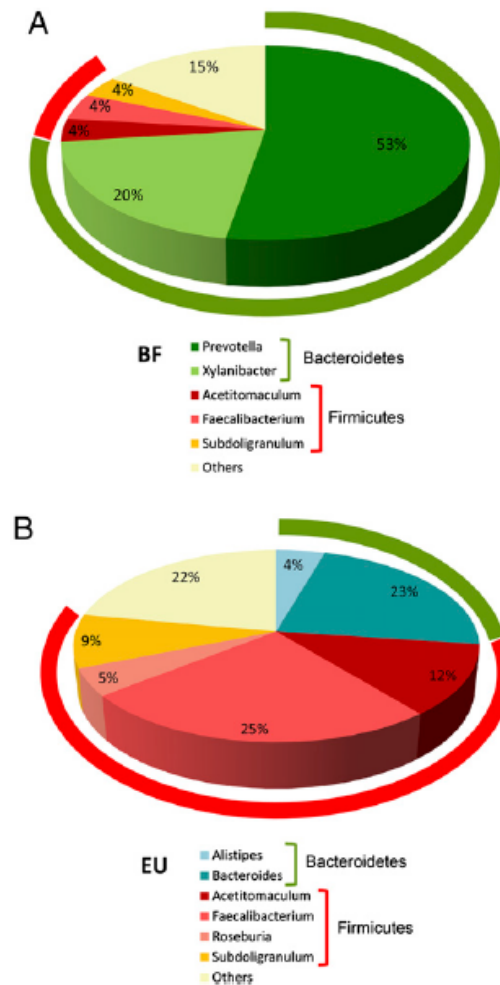 A
15%
4%
4%
4%
53%
20%
BF
Prevotella
Xylanibacter
Bacteroidetes
Acetitomaculum
Faecalibacterium
Subdoligranulum
Firmicutes
Others
B
4%
22%
23%
9%
12%
5%
25%
EU
Alistipes
Bacteroides
Bacteroidetes
Acetitomaculum
Faecalibacterium
Roseburia
Subdoligranulum
Firmicutes
Others